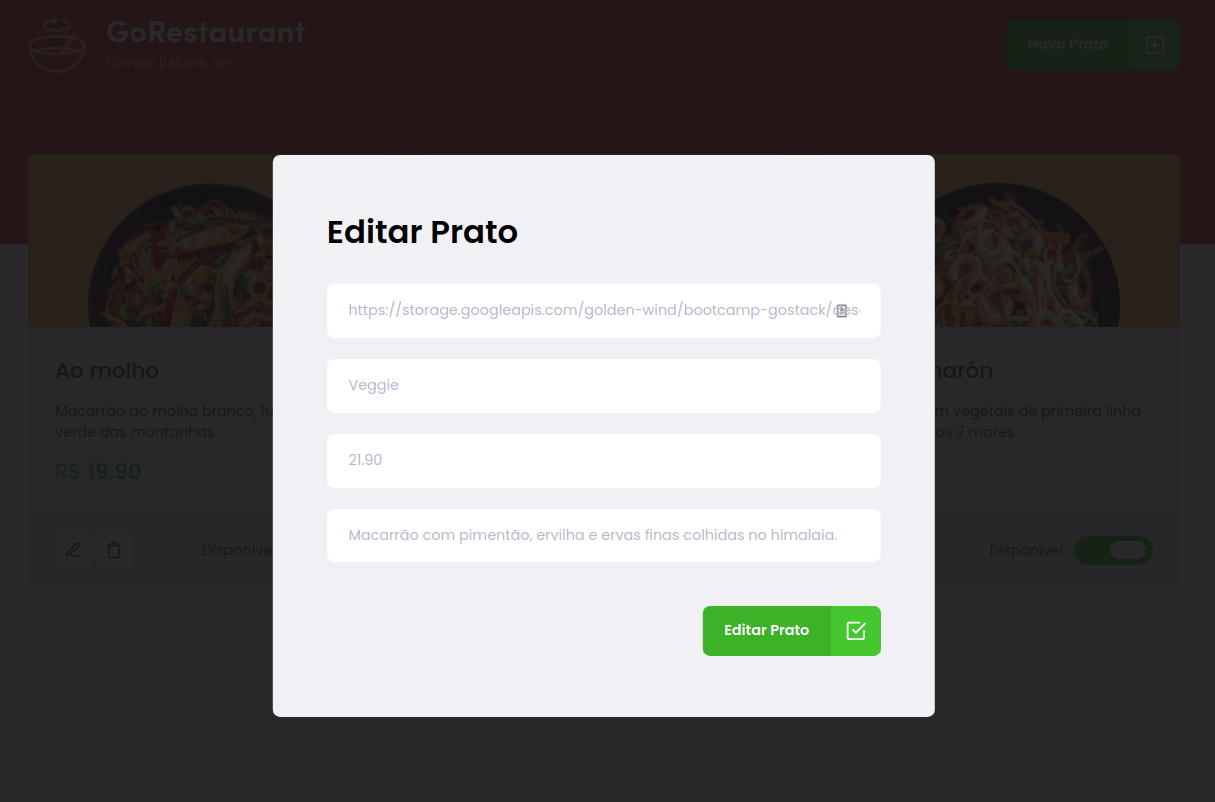 GoRestaurant
Comida italiana, sim.
Novo Prato
Editar Prato
https://storage.googleapis.com/golden-wind/bootcamp-gostack/des
Veggie
21.90
Macarrão com pimentão, ervilha e ervas finas colhidas no himalaia.
Editar Prato
Ao molho
Macarrão ao molho branco, fu
verde das montanhas.
R$ 19.90
Disponíve
narón
m vegetais de primeira linha
os 7 mares.
Disponível